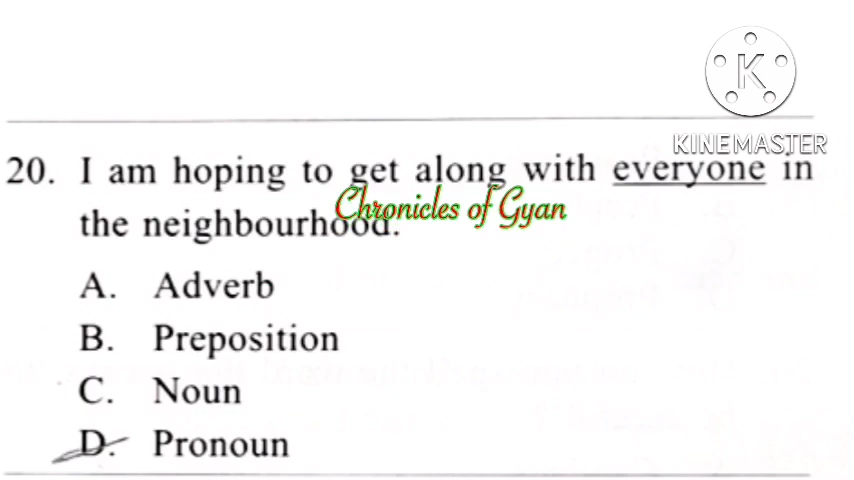 K
KINEMASTER
20. I am hoping to get along with everyone in
Chronicles of Gyan
the neighbourhood.
A. Adverb
B. Preposition
C. Noun
D. Pronoun